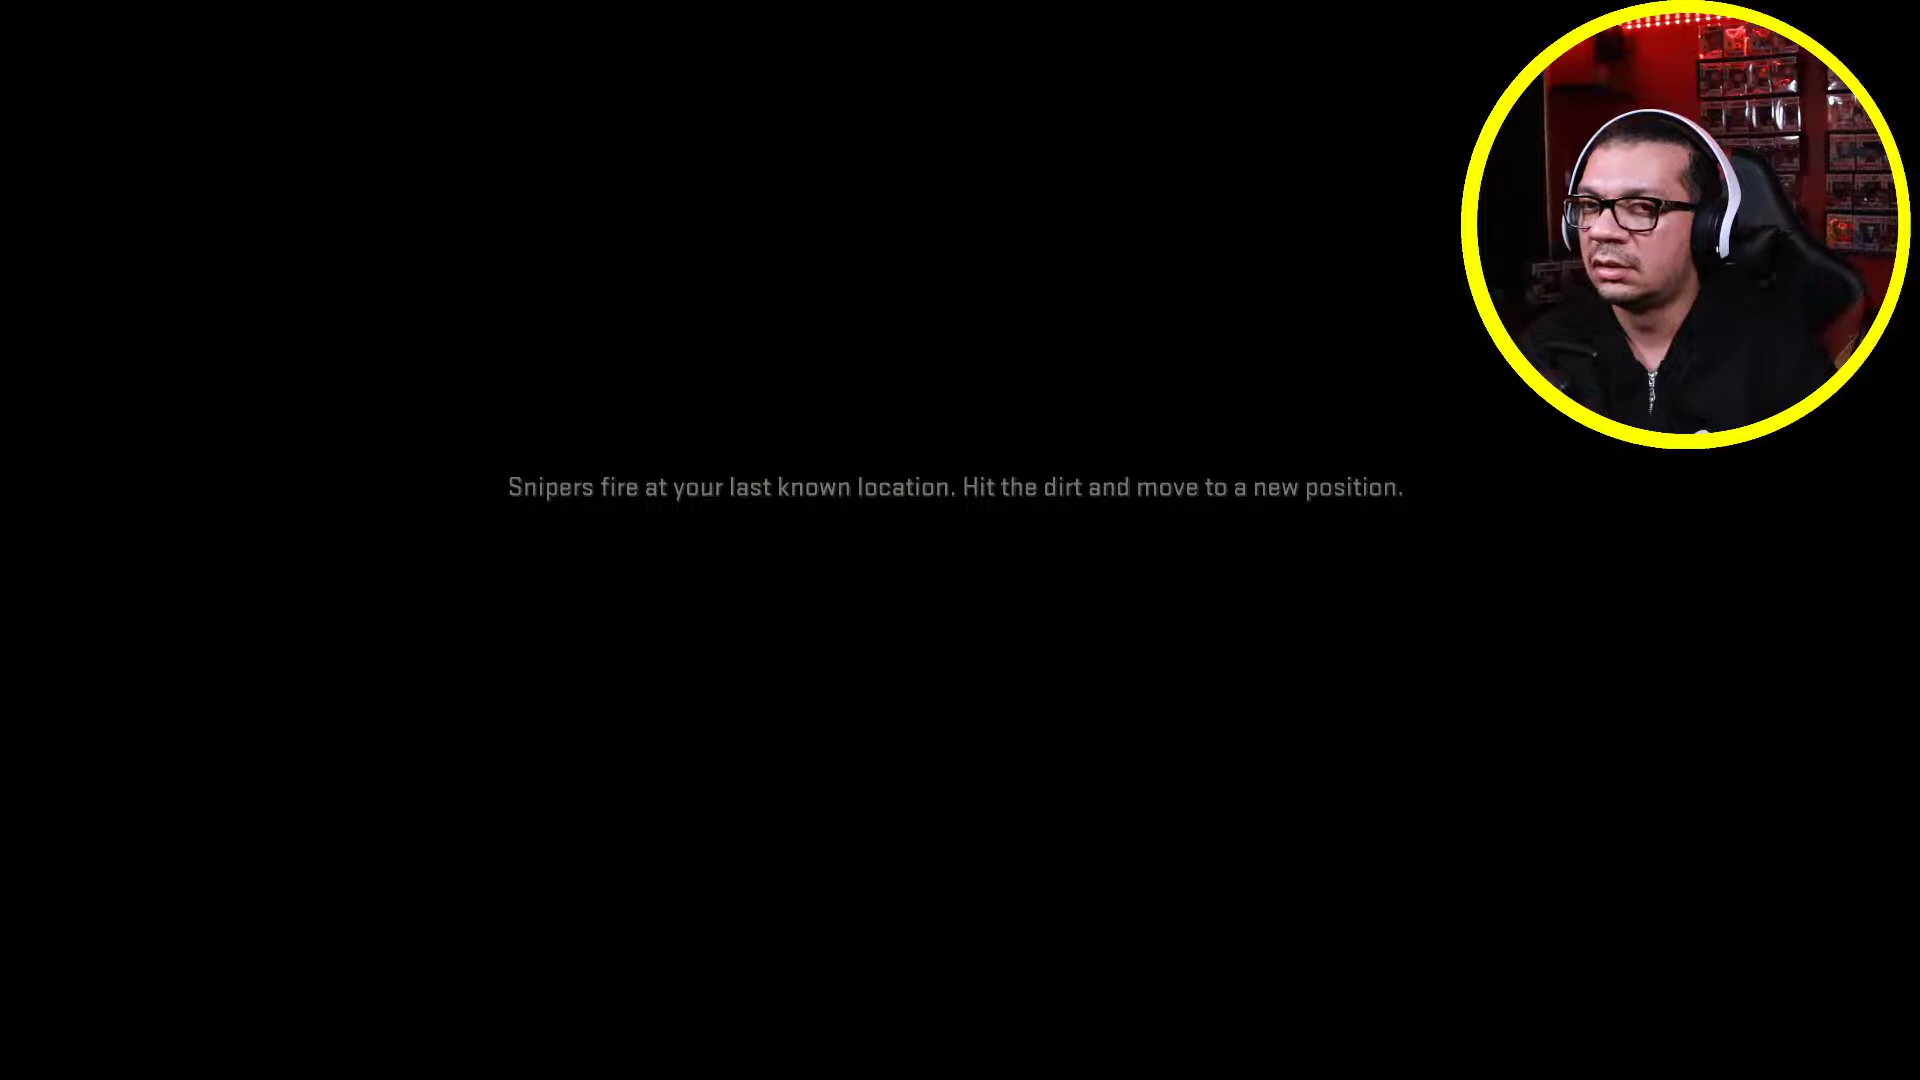 Snipers fire at your last known location. Hit the dirt and move to a new position.